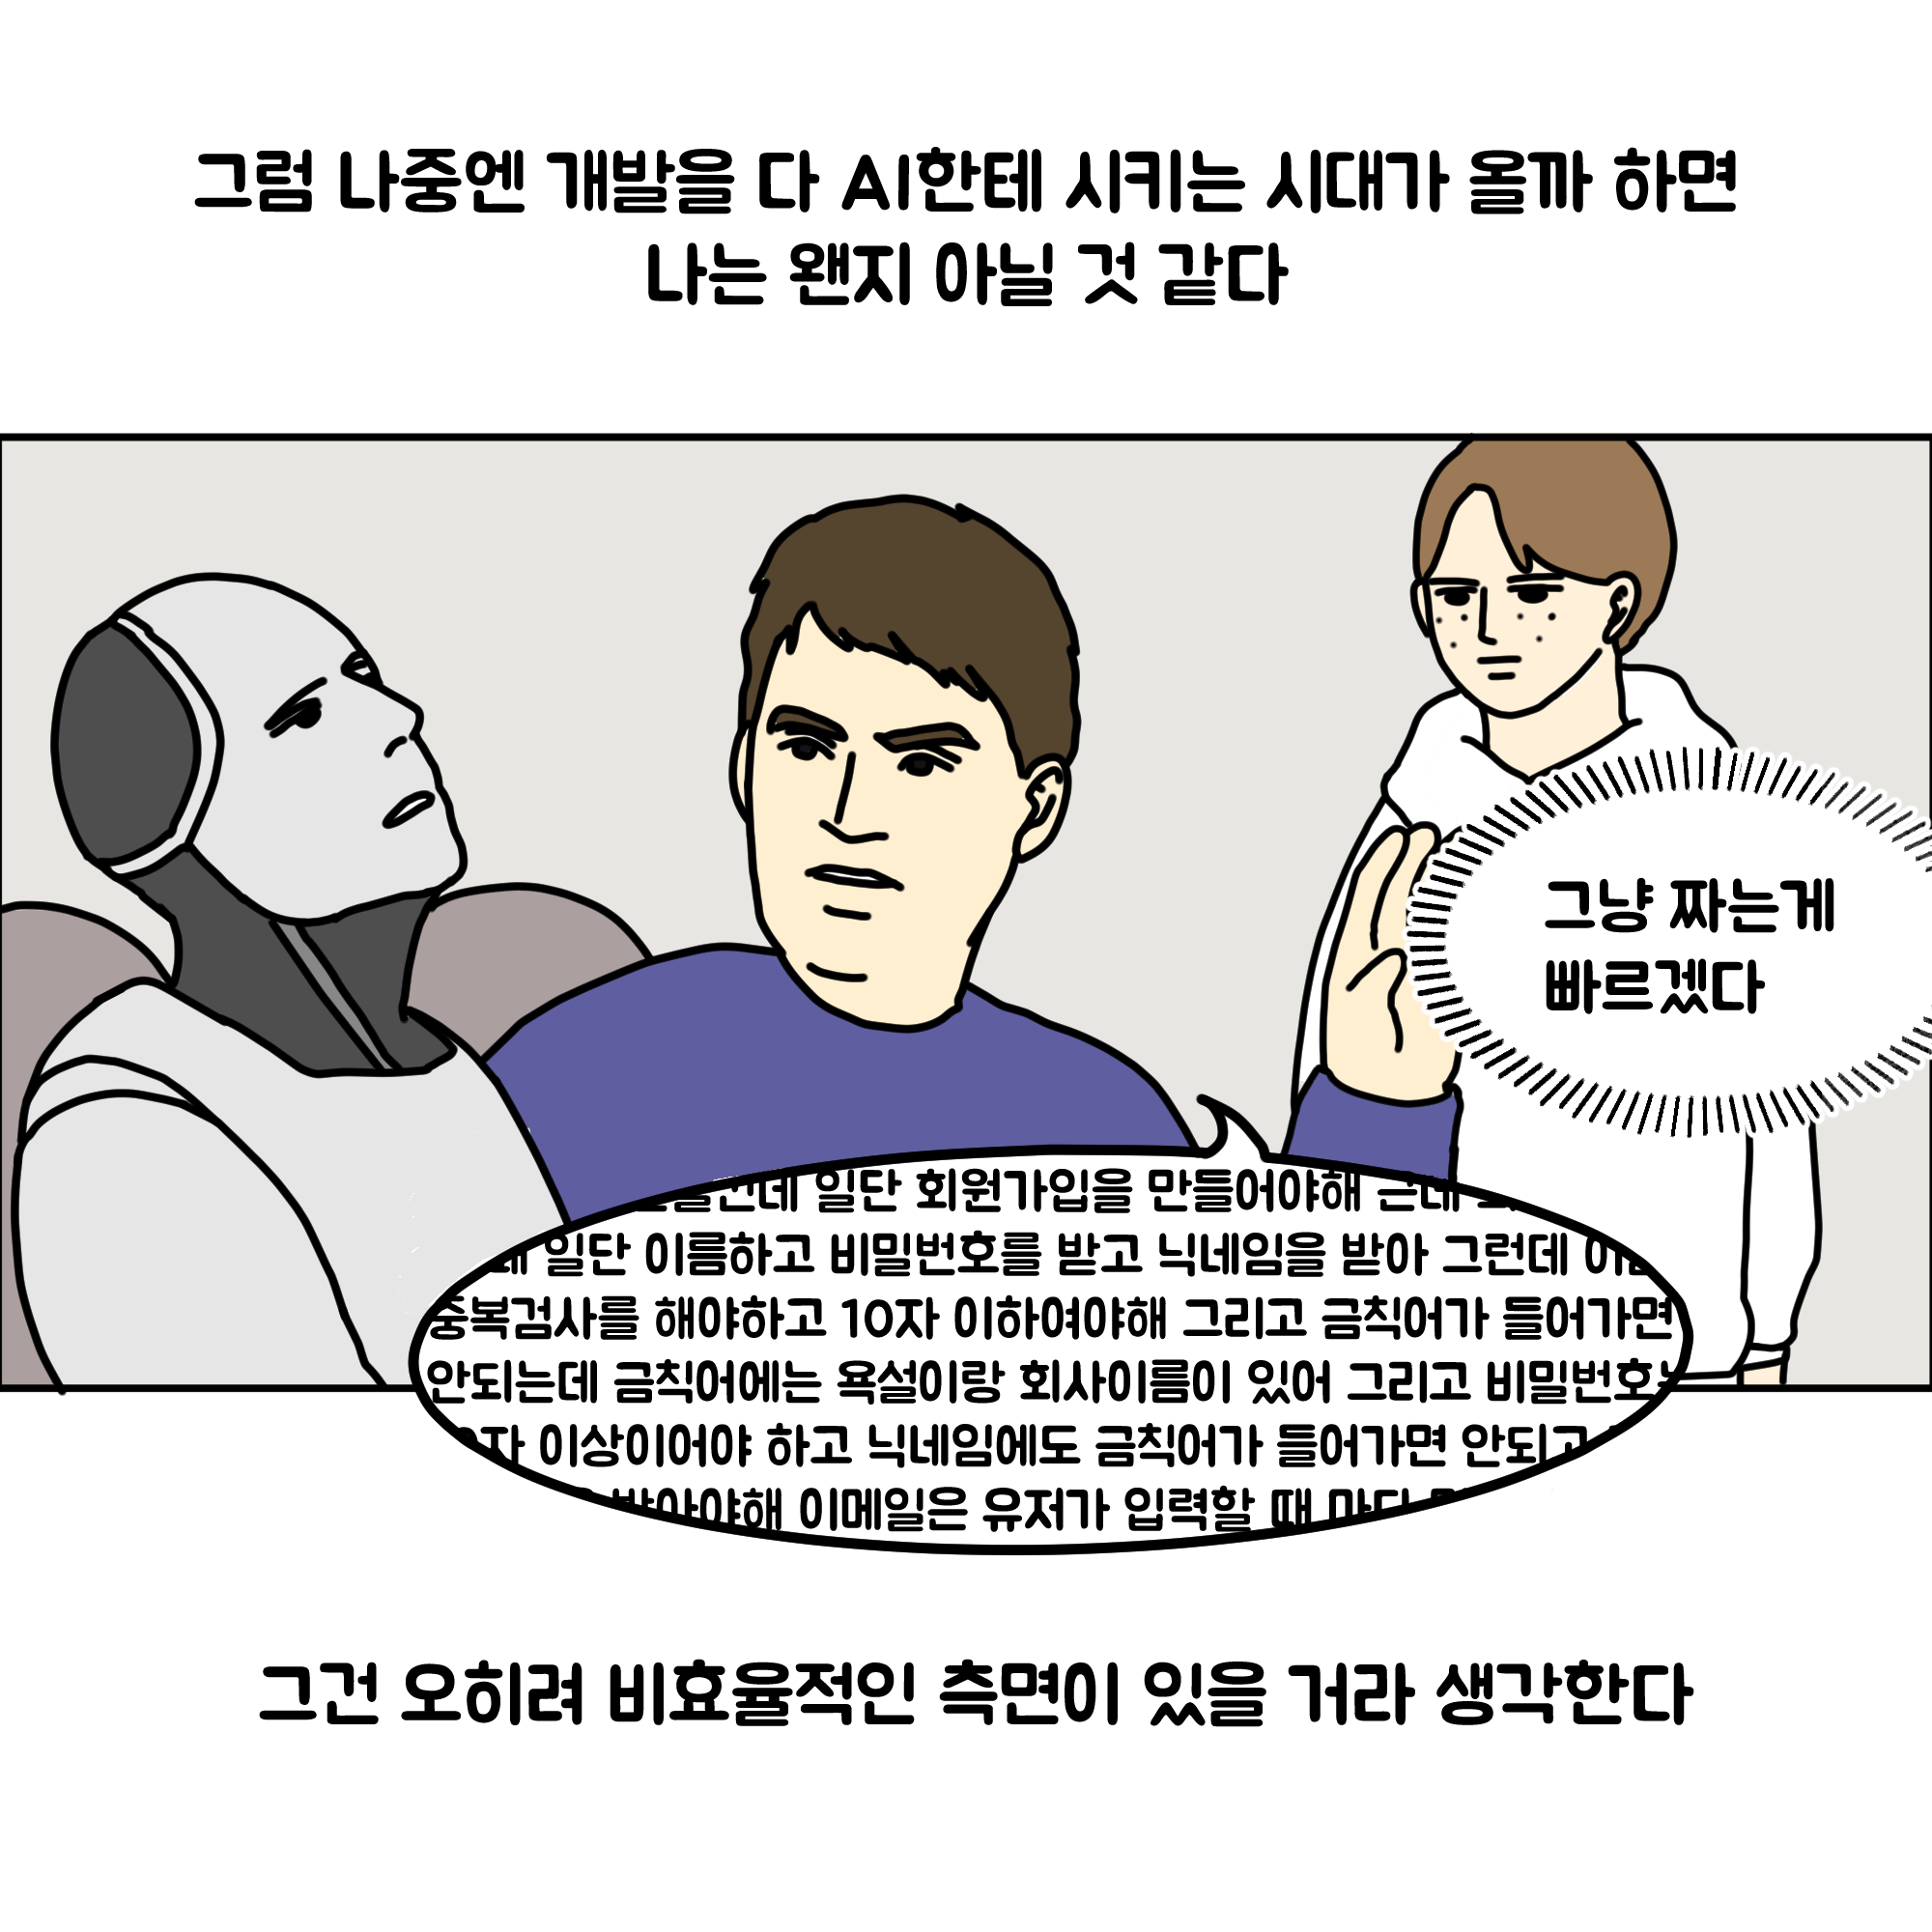 그럼 나중엔 개발을 다 AI한테 시키는 시대가 올까 하면
나는 왠지 아닐 것 같다
그냥 짜는게
빠르겠다
일단 회원가입을 만들어야해
일단 이름하고 비밀번호를 받고 닉네임을 받아 그런데
중복검사를 해야하고 10자 이하여야해 그리고 금칙어가 들어가면
안되는데 금칙어에는 욕설이랑 회사이름이 있어 그리고 비밀번호
자 이상이어야 하고 닉네임에도 금칙어가 들어가면 안되고
받아야해 이메일은 유저가 입력할 때
그건 오히려 비효율적인 측면이 있을 거라 생각한다